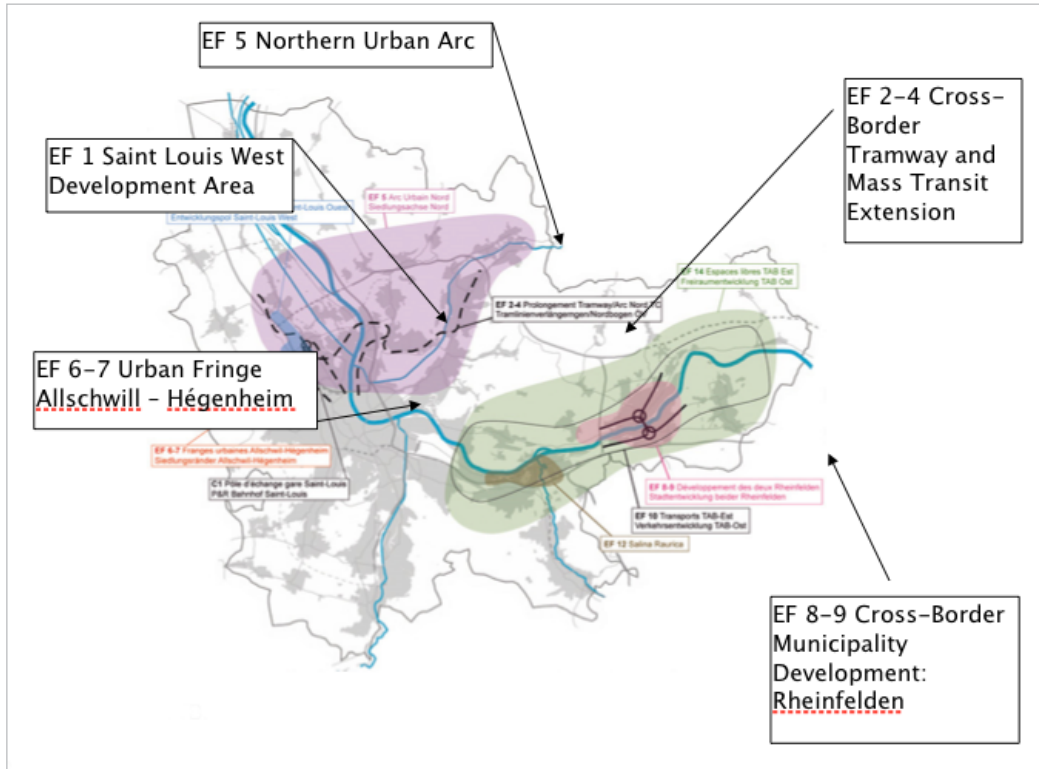 EF 5 Northern Urban Arc
EF 2-4 Cross-
Border
Tramway and
Mass Transit
Extension
EF 1 Saint Louis West
Development Area
EF 5 Arc Urbain Nord
Siedlungsachse Nord
int-Louis Ouest
Entwicklungspol Saint-Louis West
EF 14 Espaces libres TAB Est
Freiraumentwicklung TAB Ost
EF 2-4 Prolongement Tramway/Arc Nord TC
Tramlinienverlängerngen/Nordbogen ÖV
EF 6-7 Urban Fringe
Allschwill - Hégenheim
EF 6-7 Franges urbaines Allschwil-Hégenheim
Siedlungsränder Allschwil-Hégenheim
C1 Pôle d'échange gare Saint-Louis
P&R Bahnhof Saint-Louis
EF 8-9 Développement des deux Rheinfelden
Stadtentwicklung beider Rheinfelden
EF 10 Transports TAB-Est
Verkehrsentwicklung TAB-Ost
EF 12 Salina Raurica
EF 8-9 Cross-Border
Municipality
Development:
Rheinfelden